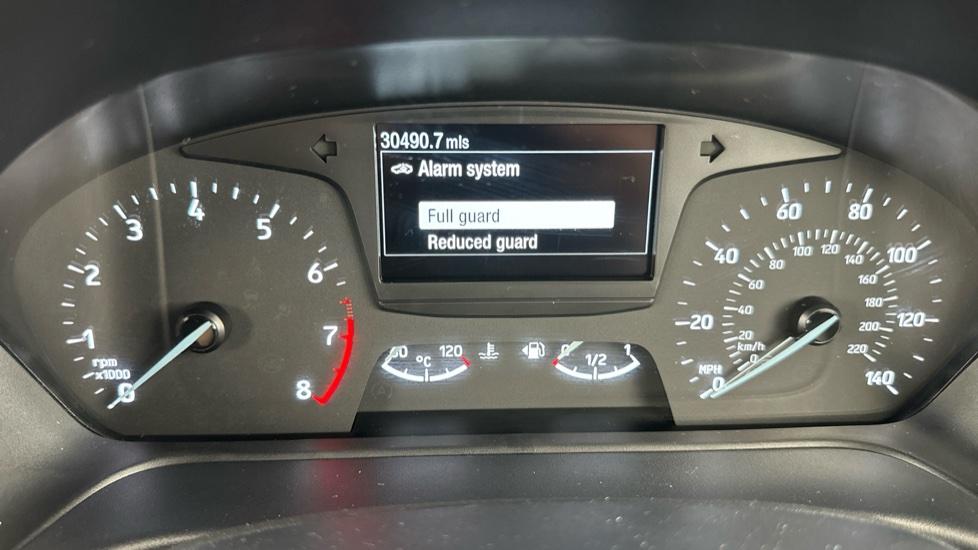 30490.7 mls
Alarm system
Full guard
Reduced guard
0 1 2 3 4 5 6 7 8
rpm
x1000
60 120
°C
0 1/2 1
0 20 40 60 80 100 120 140
MPH
0 20 40 60 80 100 120 140 160 180 200 220
km/h